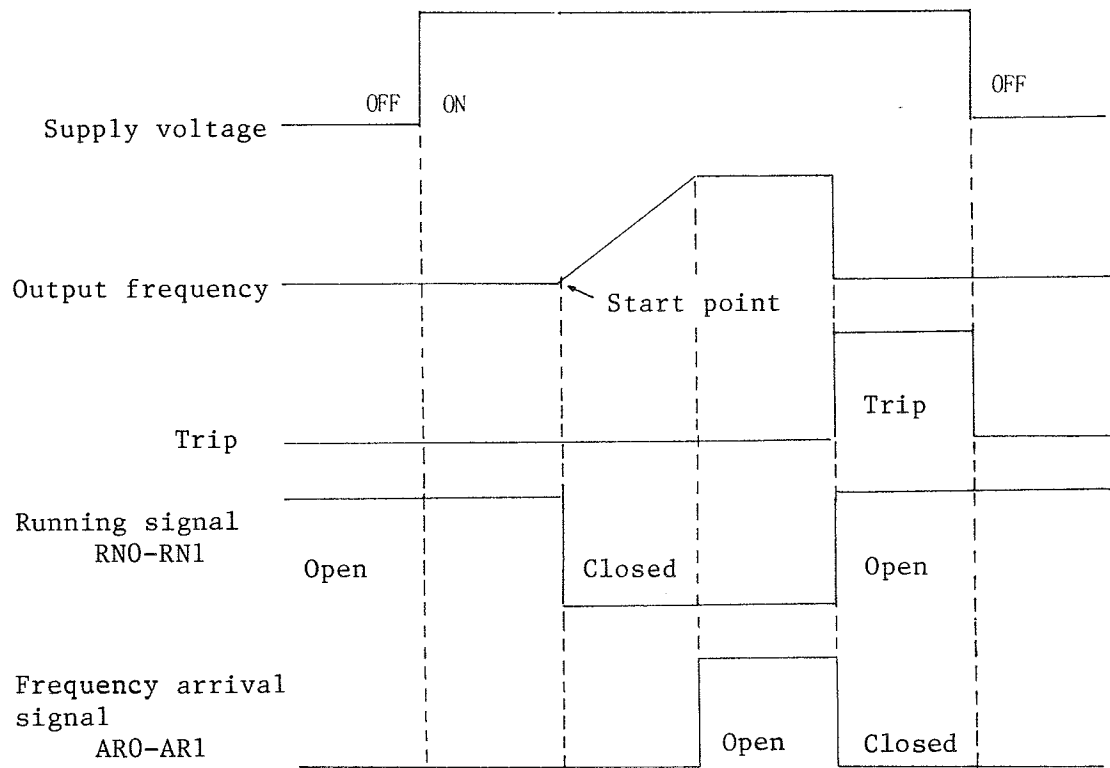 OFF ON OFF
Supply voltage
Output frequency
Start point
Trip
Trip
Running signal
RN0-RN1
Open Closed Open
Frequency arrival
signal
AR0-AR1
Open Closed